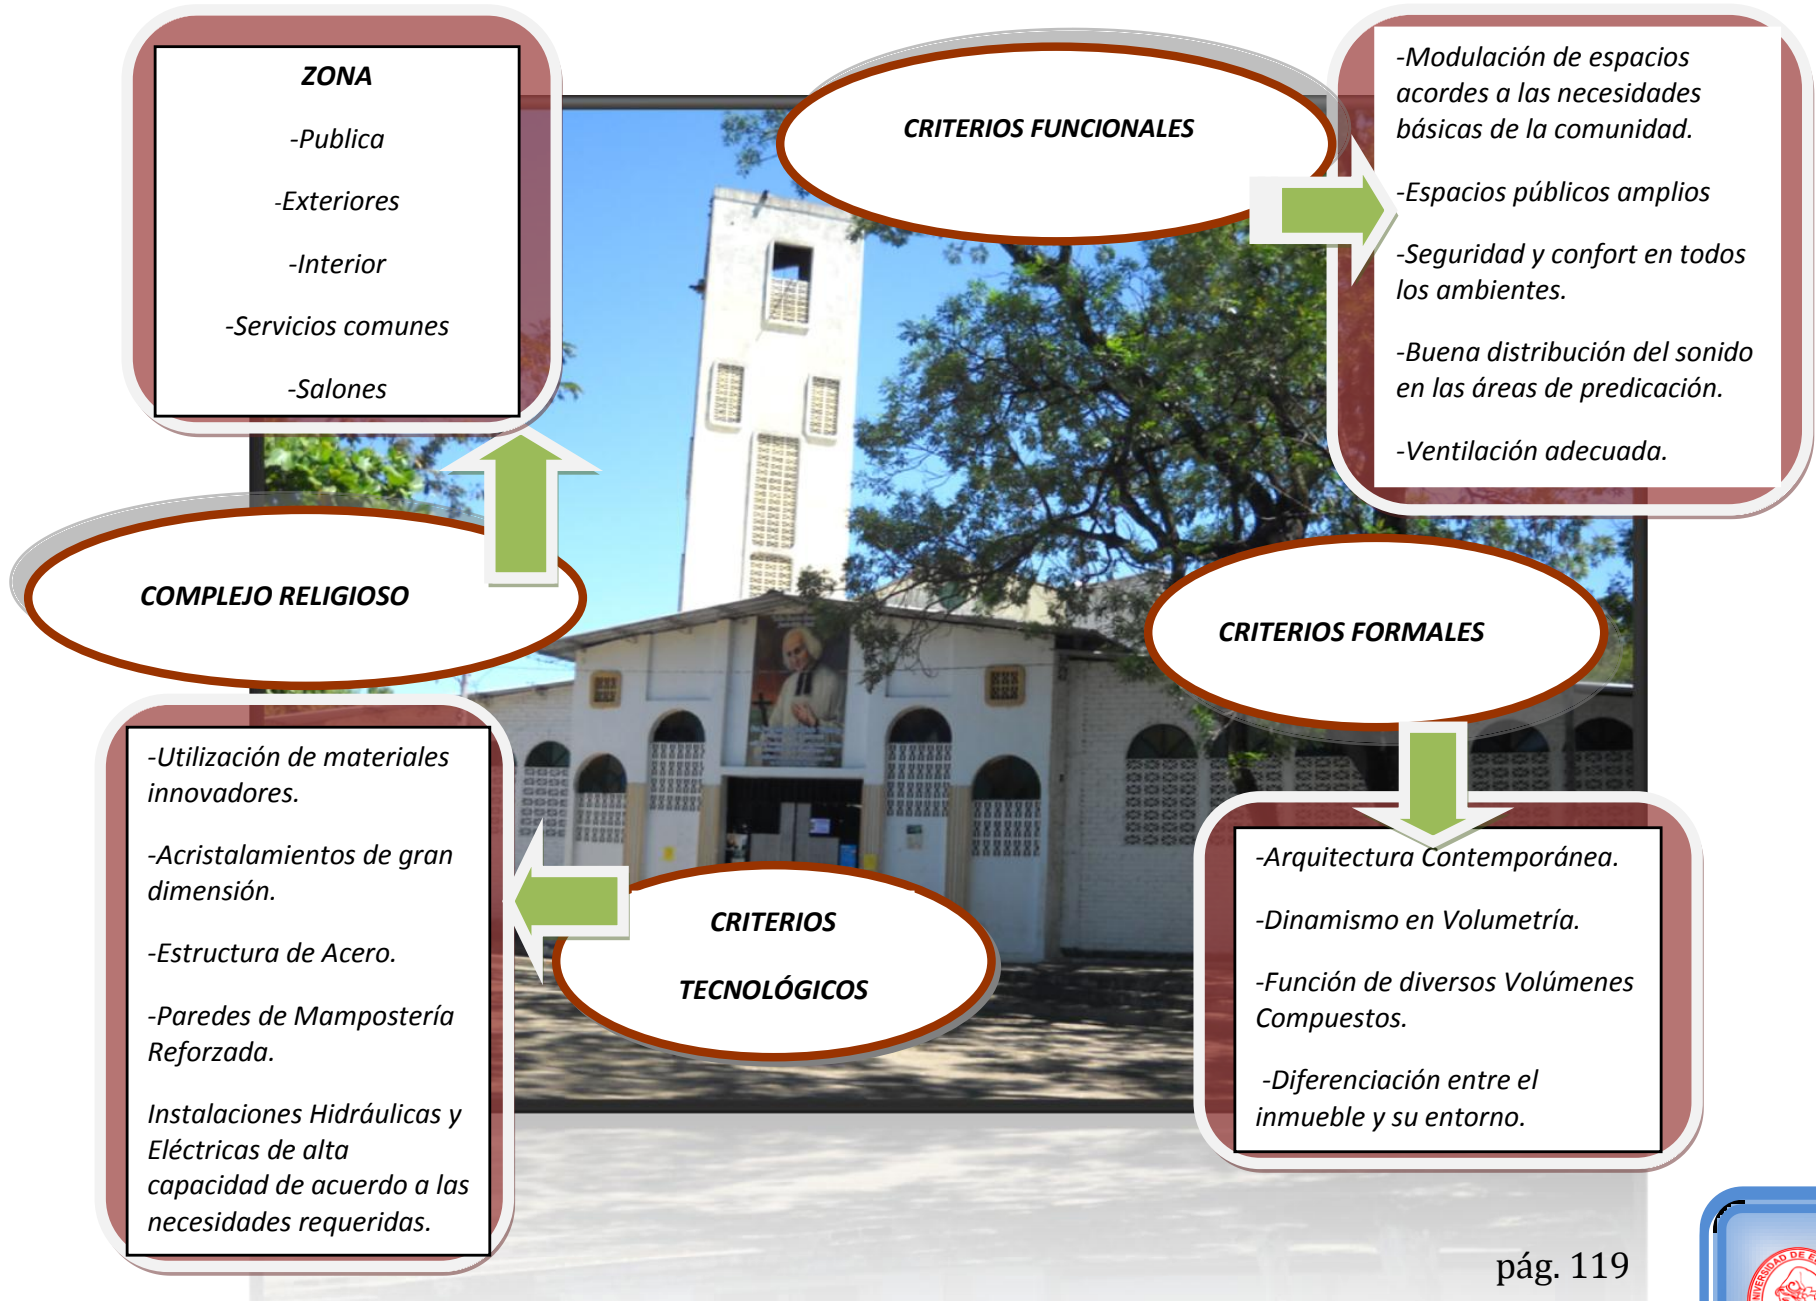 ZONA
-Publica
-Exteriores
-Interior
-Servicios comunes
-Salones
CRITERIOS FUNCIONALES
-Modulación de espacios
acordes a las necesidades
básicas de la comunidad.
-Espacios públicos amplios
-Seguridad y confort en todos
los ambientes.
-Buena distribución del sonido
en las áreas de predicación.
-Ventilación adecuada.
COMPLEJO RELIGIOSO
CRITERIOS FORMALES
-Utilización de materiales
innovadores.
-Acristalamientos de gran
dimensión.
-Estructura de Acero.
-Paredes de Mampostería
Reforzada.
Instalaciones Hidráulicas y
Eléctricas de alta
capacidad de acuerdo a las
necesidades requeridas.
CRITERIOS
TECNOLÓGICOS
-Arquitectura Contemporánea.
-Dinamismo en Volumetría.
-Función de diversos Volúmenes
Compuestos.
-Diferenciación entre el
inmueble y su entorno.
pág. 119